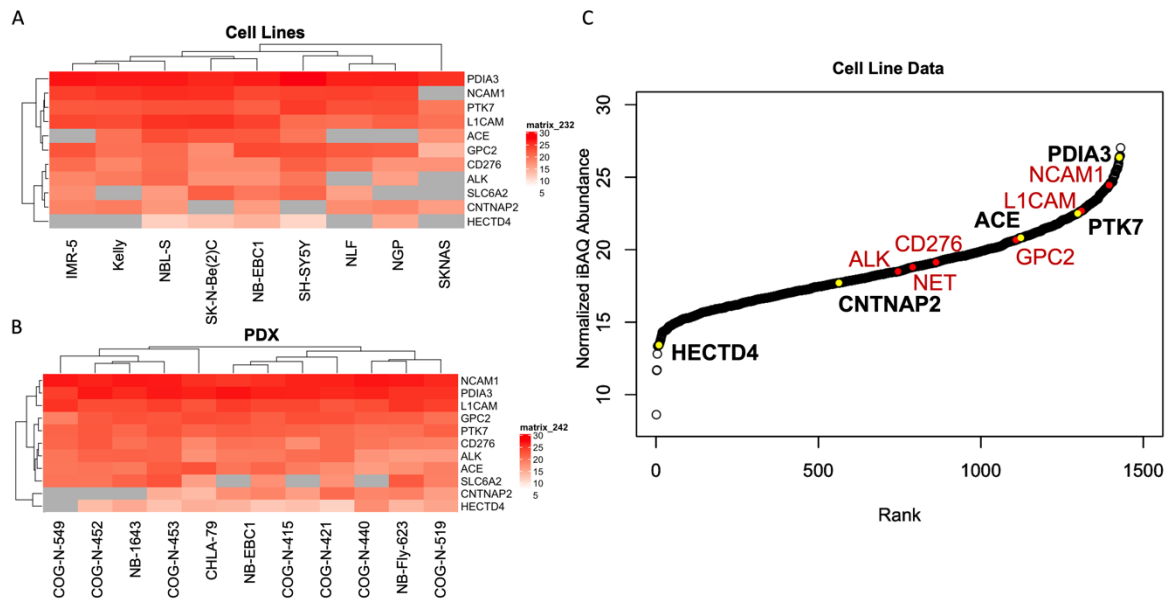 A
Cell Lines
PDIA3
NCAM1
PTK7
L1CAM
ACE
GPC2
CD276
ALK
SLC6A2
CNTNAP2
HECTD4
matrix_232
30
25
20
15
10
5
IMR-5
Kelly
NBL-S
SK-N-Be(2)C
NB-EBC1
SH-SY5Y
NLF
NGP
SKNAS
B
PDX
NCAM1
PDIA3
L1CAM
GPC2
PTK7
CD276
ALK
ACE
SLC6A2
CNTNAP2
HECTD4
matrix_242
30
25
20
15
10
5
COG-N-549
COG-N-452
NB-1643
COG-N-453
CHLA-79
NB-EBC1
COG-N-415
COG-N-421
COG-N-440
NB-Fly-623
COG-N-519
C
Cell Line Data
Normalized iBAQ Abundance
30
25
20
15
10
PDIA3
NCAM1
L1CAM
ACE
PTK7
CD276
ALK
GPC2
NET
CNTNAP2
HECTD4
0
500
1000
1500
Rank